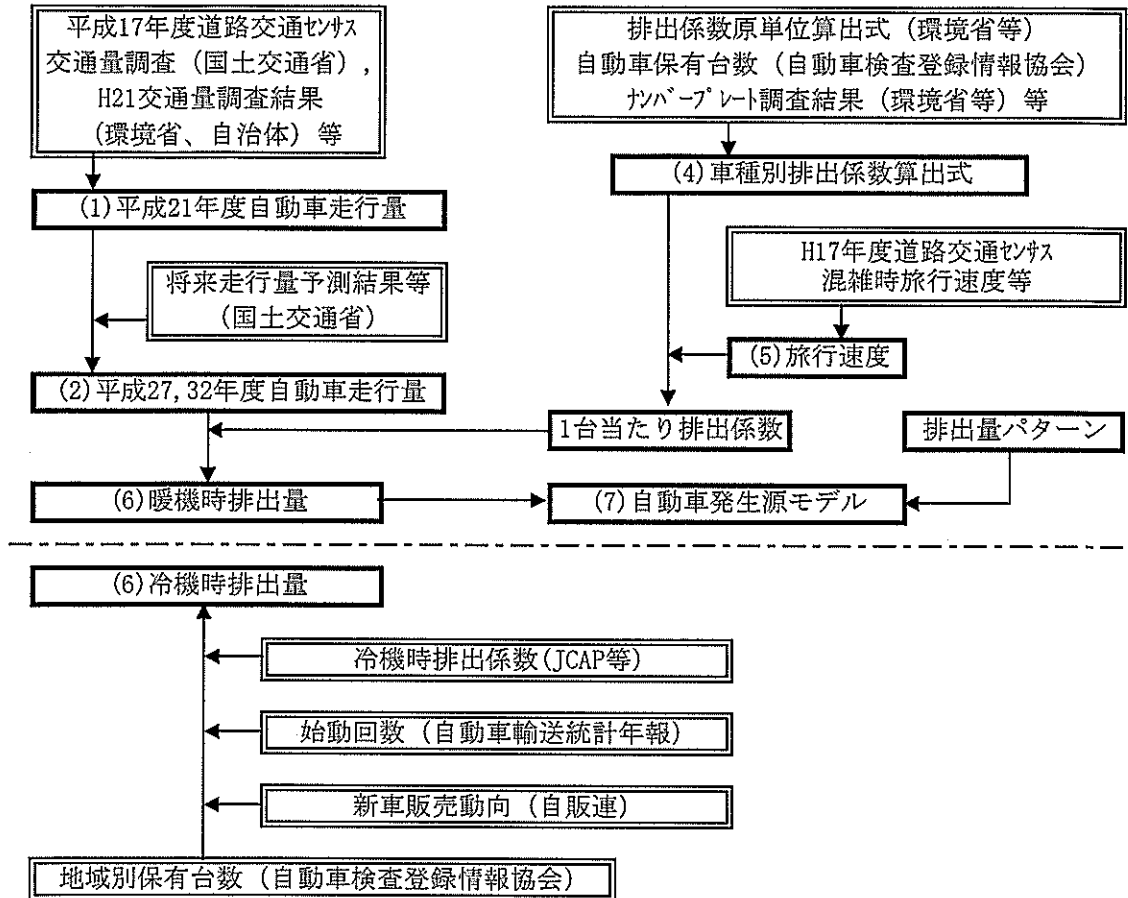 平成17年度道路交通ｾﾝｻｽ
交通量調査（国土交通省），
H21交通量調査結果
（環境省、自治体）等
排出係数原単位算出式（環境省等）
自動車保有台数（自動車検査登録情報協会）
ﾅﾝﾊﾞｰﾌﾟﾚｰﾄ調査結果（環境省等）等
(4)車種別排出係数算出式
(1)平成21年度自動車走行量
H17年度道路交通ｾﾝｻｽ
混雑時旅行速度等
将来走行量予測結果等
（国土交通省）
(5)旅行速度
(2)平成27,32年度自動車走行量
1台当たり排出係数
排出量パターン
(6)暖機時排出量
(7)自動車発生源モデル
(6)冷機時排出量
冷機時排出係数(JCAP等)
始動回数（自動車輸送統計年報）
新車販売動向（自販連）
地域別保有台数（自動車検査登録情報協会）